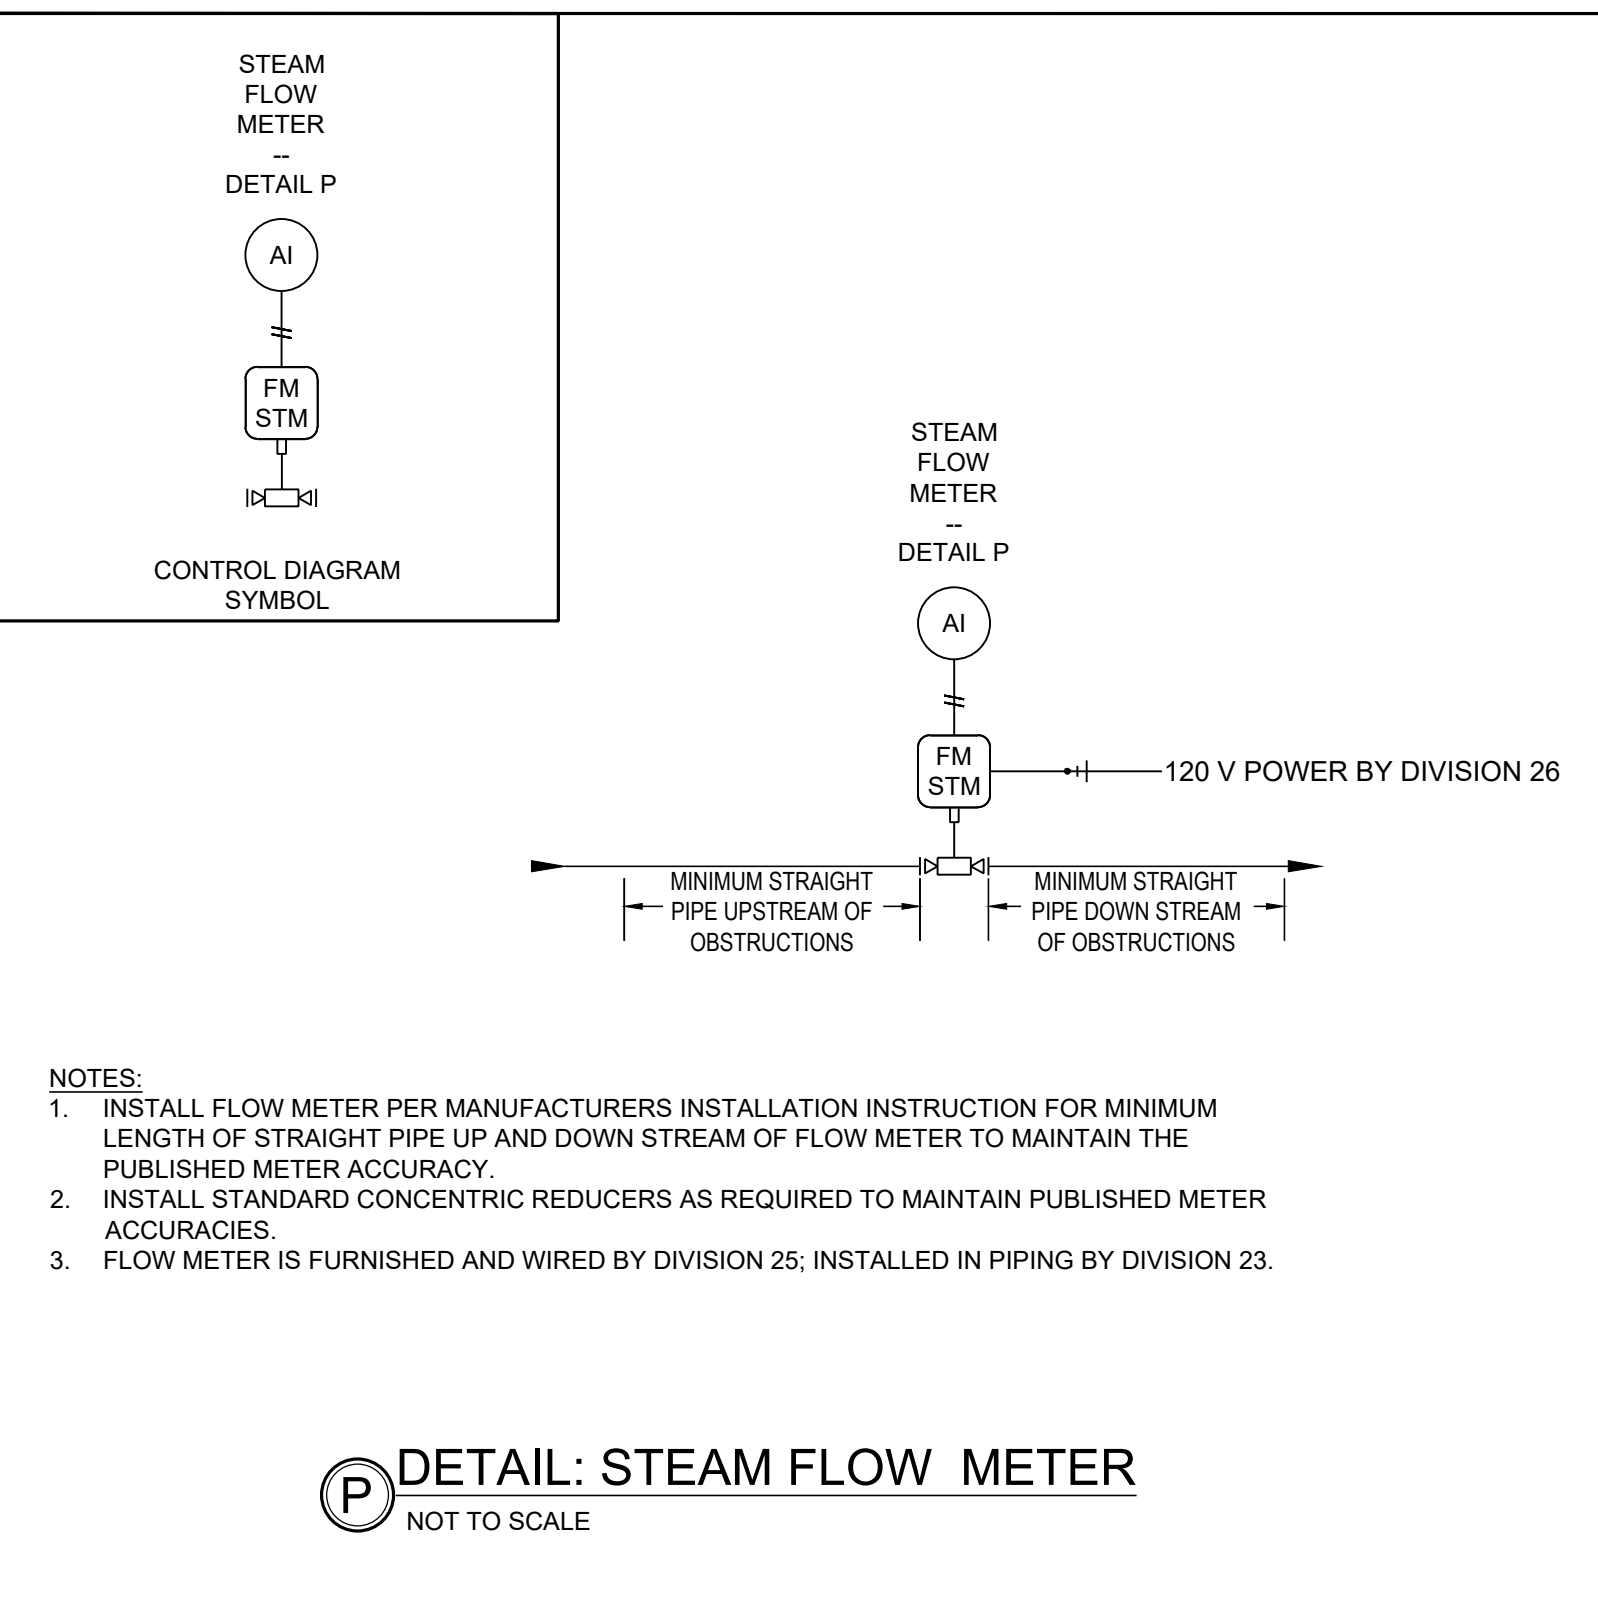 STEAM
FLOW
METER
--
DETAIL P
AI
FM
STM
CONTROL DIAGRAM
SYMBOL
STEAM
FLOW
METER
--
DETAIL P
AI
FM
STM
120 V POWER BY DIVISION 26
MINIMUM STRAIGHT
PIPE UPSTREAM OF
OBSTRUCTIONS
MINIMUM STRAIGHT
PIPE DOWN STREAM
OF OBSTRUCTIONS
NOTES:
1. INSTALL FLOW METER PER MANUFACTURERS INSTALLATION INSTRUCTION FOR MINIMUM
LENGTH OF STRAIGHT PIPE UP AND DOWN STREAM OF FLOW METER TO MAINTAIN THE
PUBLISHED METER ACCURACY.
2. INSTALL STANDARD CONCENTRIC REDUCERS AS REQUIRED TO MAINTAIN PUBLISHED METER
ACCURACIES.
3. FLOW METER IS FURNISHED AND WIRED BY DIVISION 25; INSTALLED IN PIPING BY DIVISION 23.
P DETAIL: STEAM FLOW METER
NOT TO SCALE